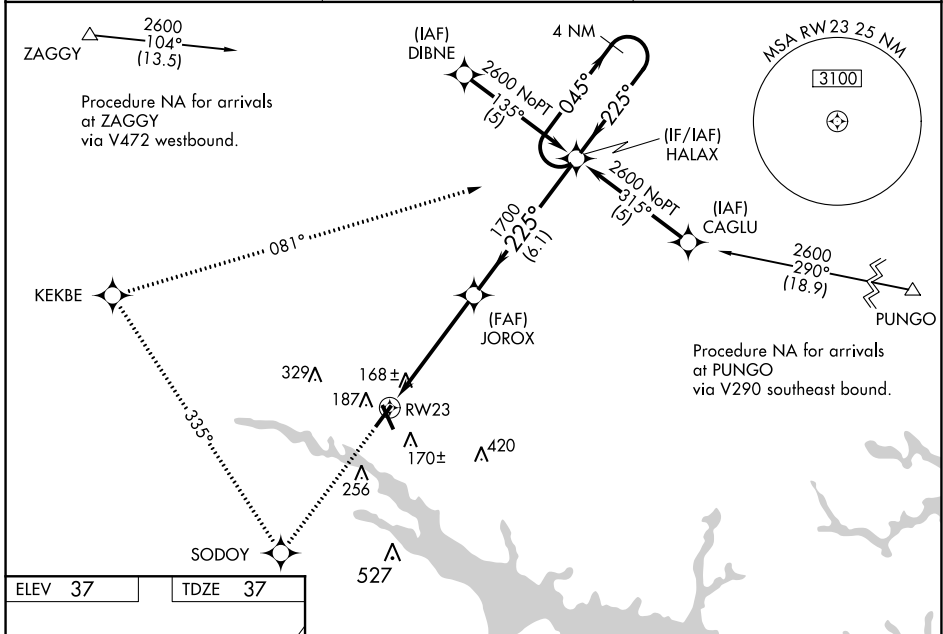 2600
104°
(13.5)
ZAGGY
Procedure NA for arrivals
at ZAGGY
via V472 westbound.
(IAF)
DIBNE
2600 NoPT
135°
(5)
4 NM
045°
225°
(IF/IAF)
HALAX
MSA RW23 25 NM
3100
2600 NoPT
315°
(5)
(IAF)
CAGLU
2600
290°
(18.9)
PUNGO
Procedure NA for arrivals
at PUNGO
via V290 southeast bound.
1700
225°
(6.1)
081°
KEKBE
(FAF)
JOROX
329
168±
187
RW23
170±
420
256
335°
SODOY
527
ELEV 37
TDZE 37